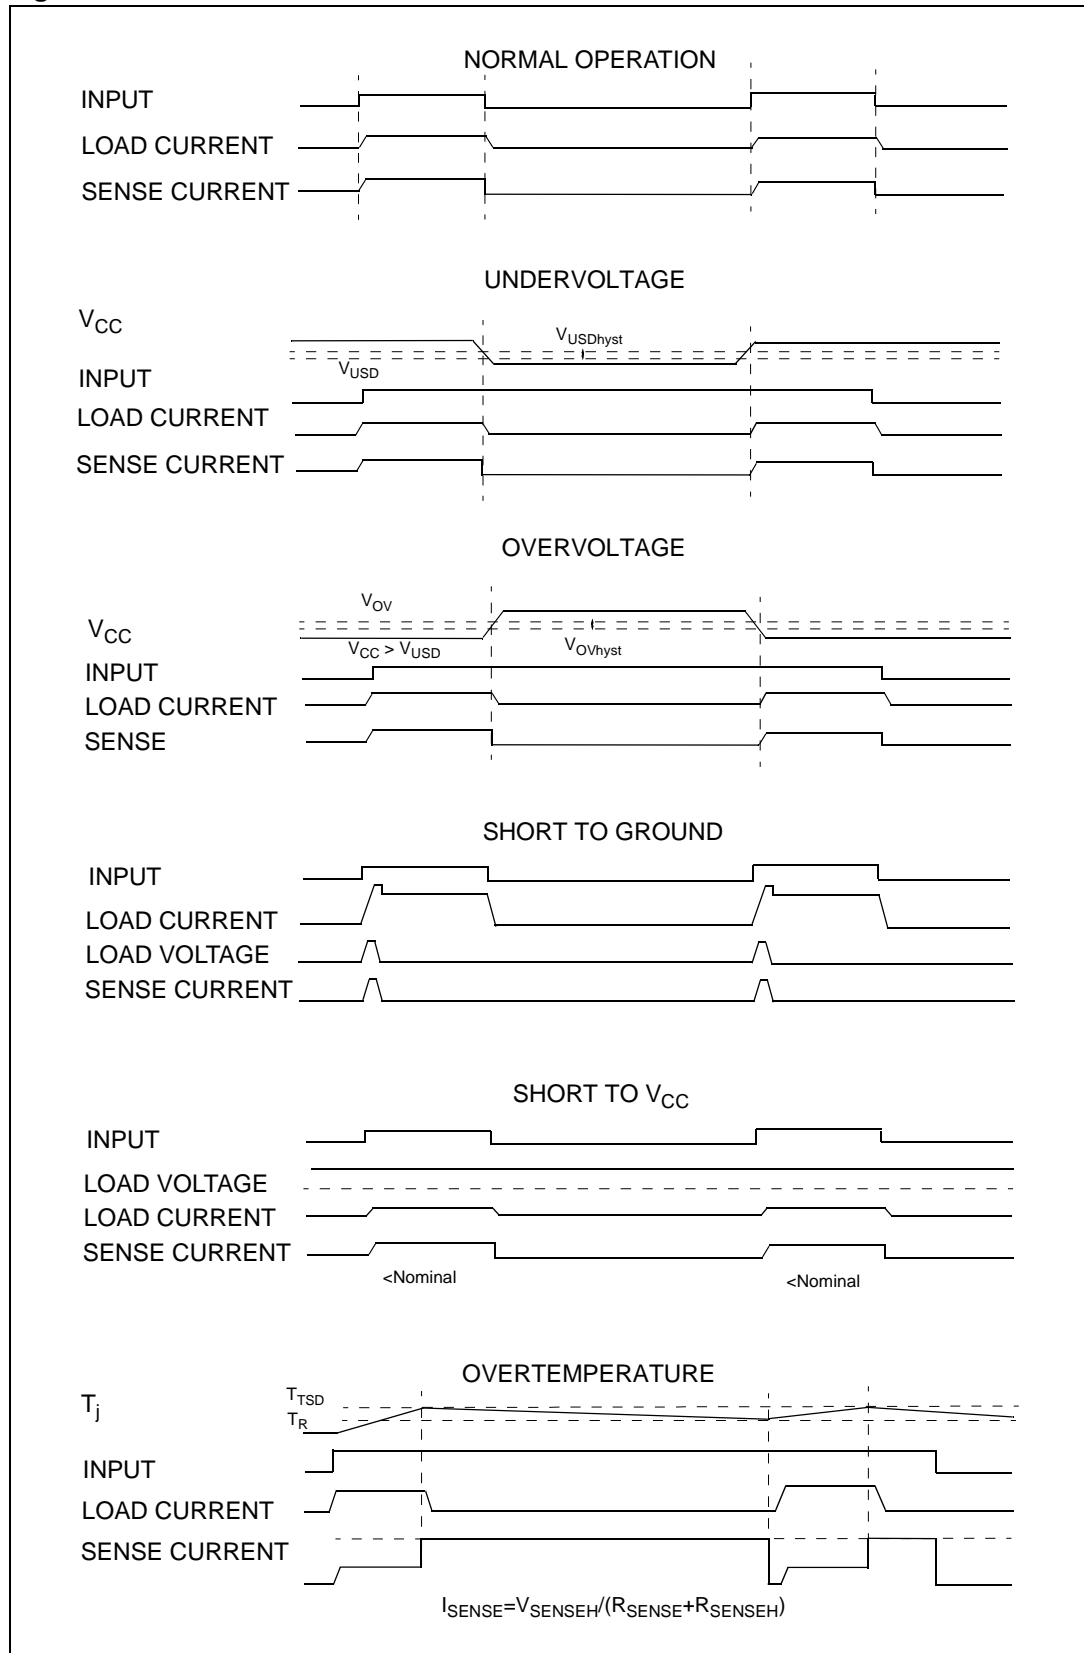 NORMAL OPERATION
INPUT
LOAD CURRENT
SENSE CURRENT
UNDERVOLTAGE
VCC
VUSDhyst
VUSD
INPUT
LOAD CURRENT
SENSE CURRENT
OVERVOLTAGE
VOV
VCC
VCC > VUSD
VOVhyst
INPUT
LOAD CURRENT
SENSE
SHORT TO GROUND
INPUT
LOAD CURRENT
LOAD VOLTAGE
SENSE CURRENT
SHORT TO VCC
INPUT
LOAD VOLTAGE
LOAD CURRENT
SENSE CURRENT
<Nominal
<Nominal
OVERTEMPERATURE
Tj
TTSD
TR
INPUT
LOAD CURRENT
SENSE CURRENT
ISENSE=VSENSEH/(RSENSE+RSENSEH)